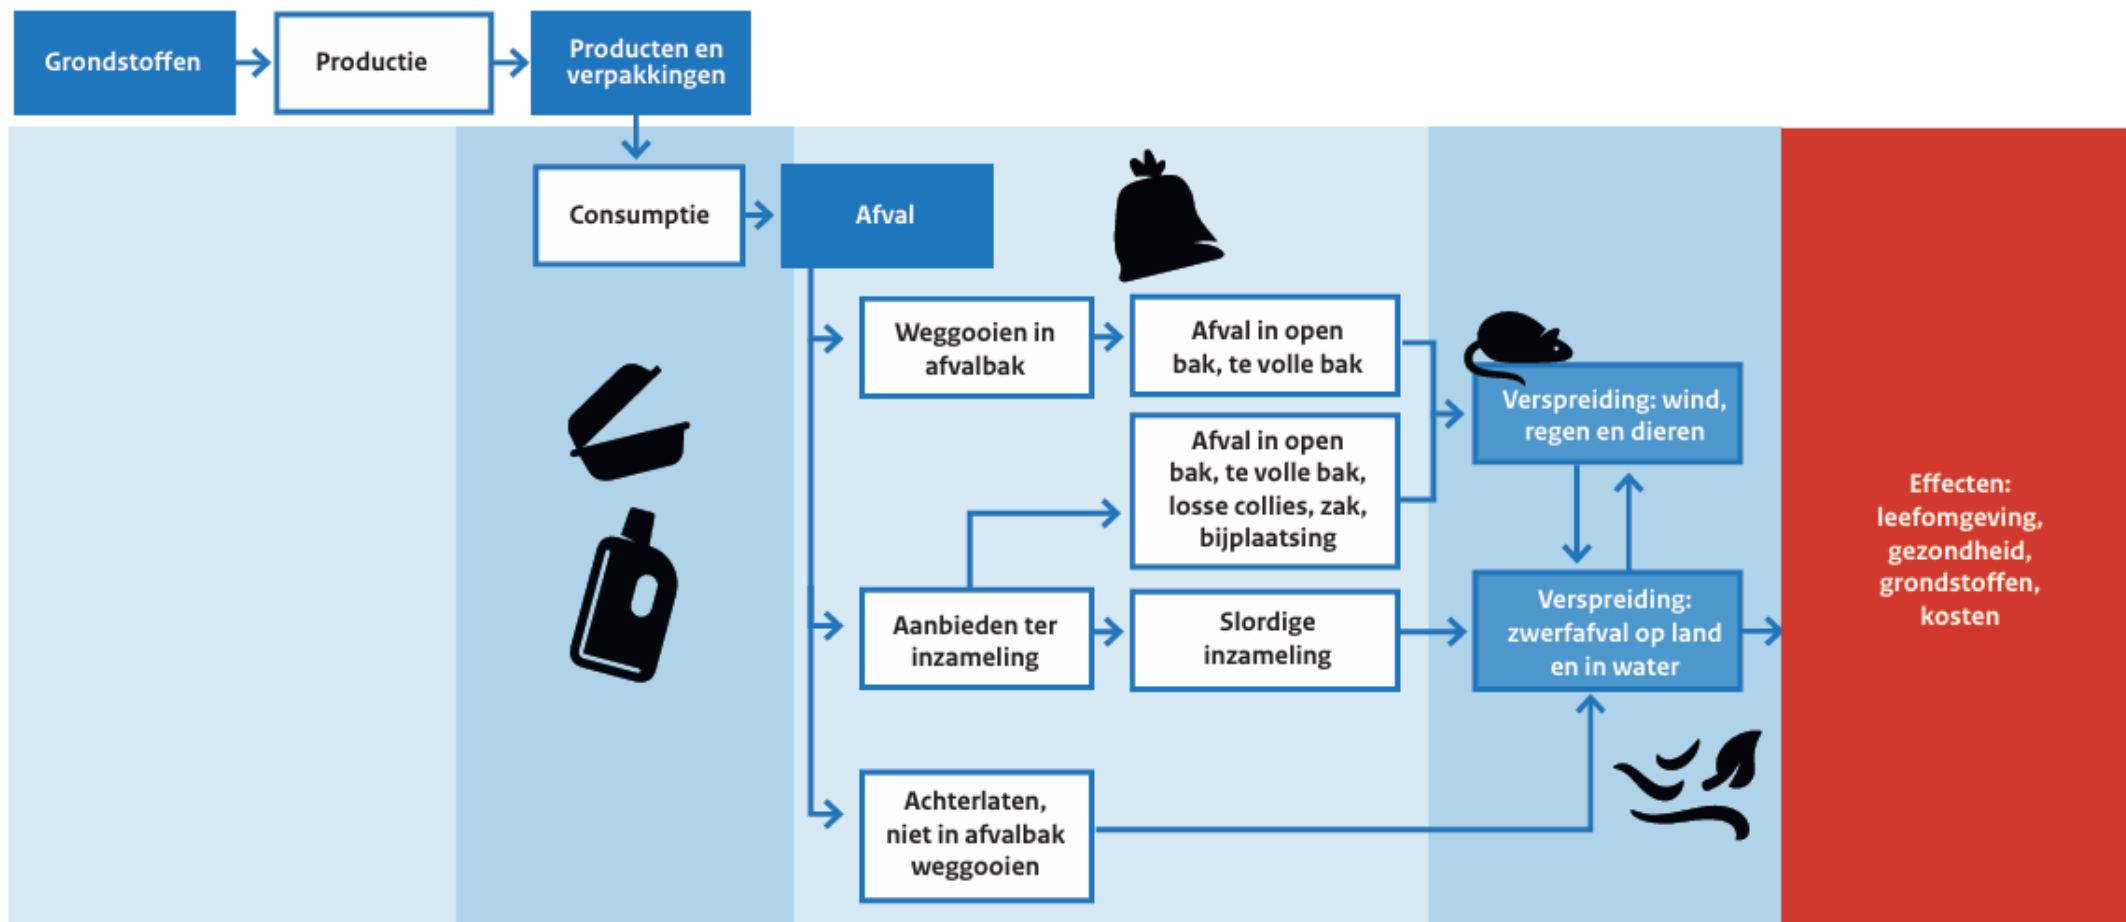 Grondstoffen
Productie
Producten en
verpakkingen
Consumptie
Afval
Weggooien in
afvalbak
Afval in open
bak, te volle bak
Verspreiding: wind,
regen en dieren
Afval in open
bak, te volle bak,
losse collies, zak,
bijplaatsing
Aanbieden ter
inzameling
Slordige
inzameling
Verspreiding:
zwerfafval op land
en in water
Achterlaten,
niet in afvalbak
weggooien
Effecten:
leefomgeving,
gezondheid,
grondstoffen,
kosten